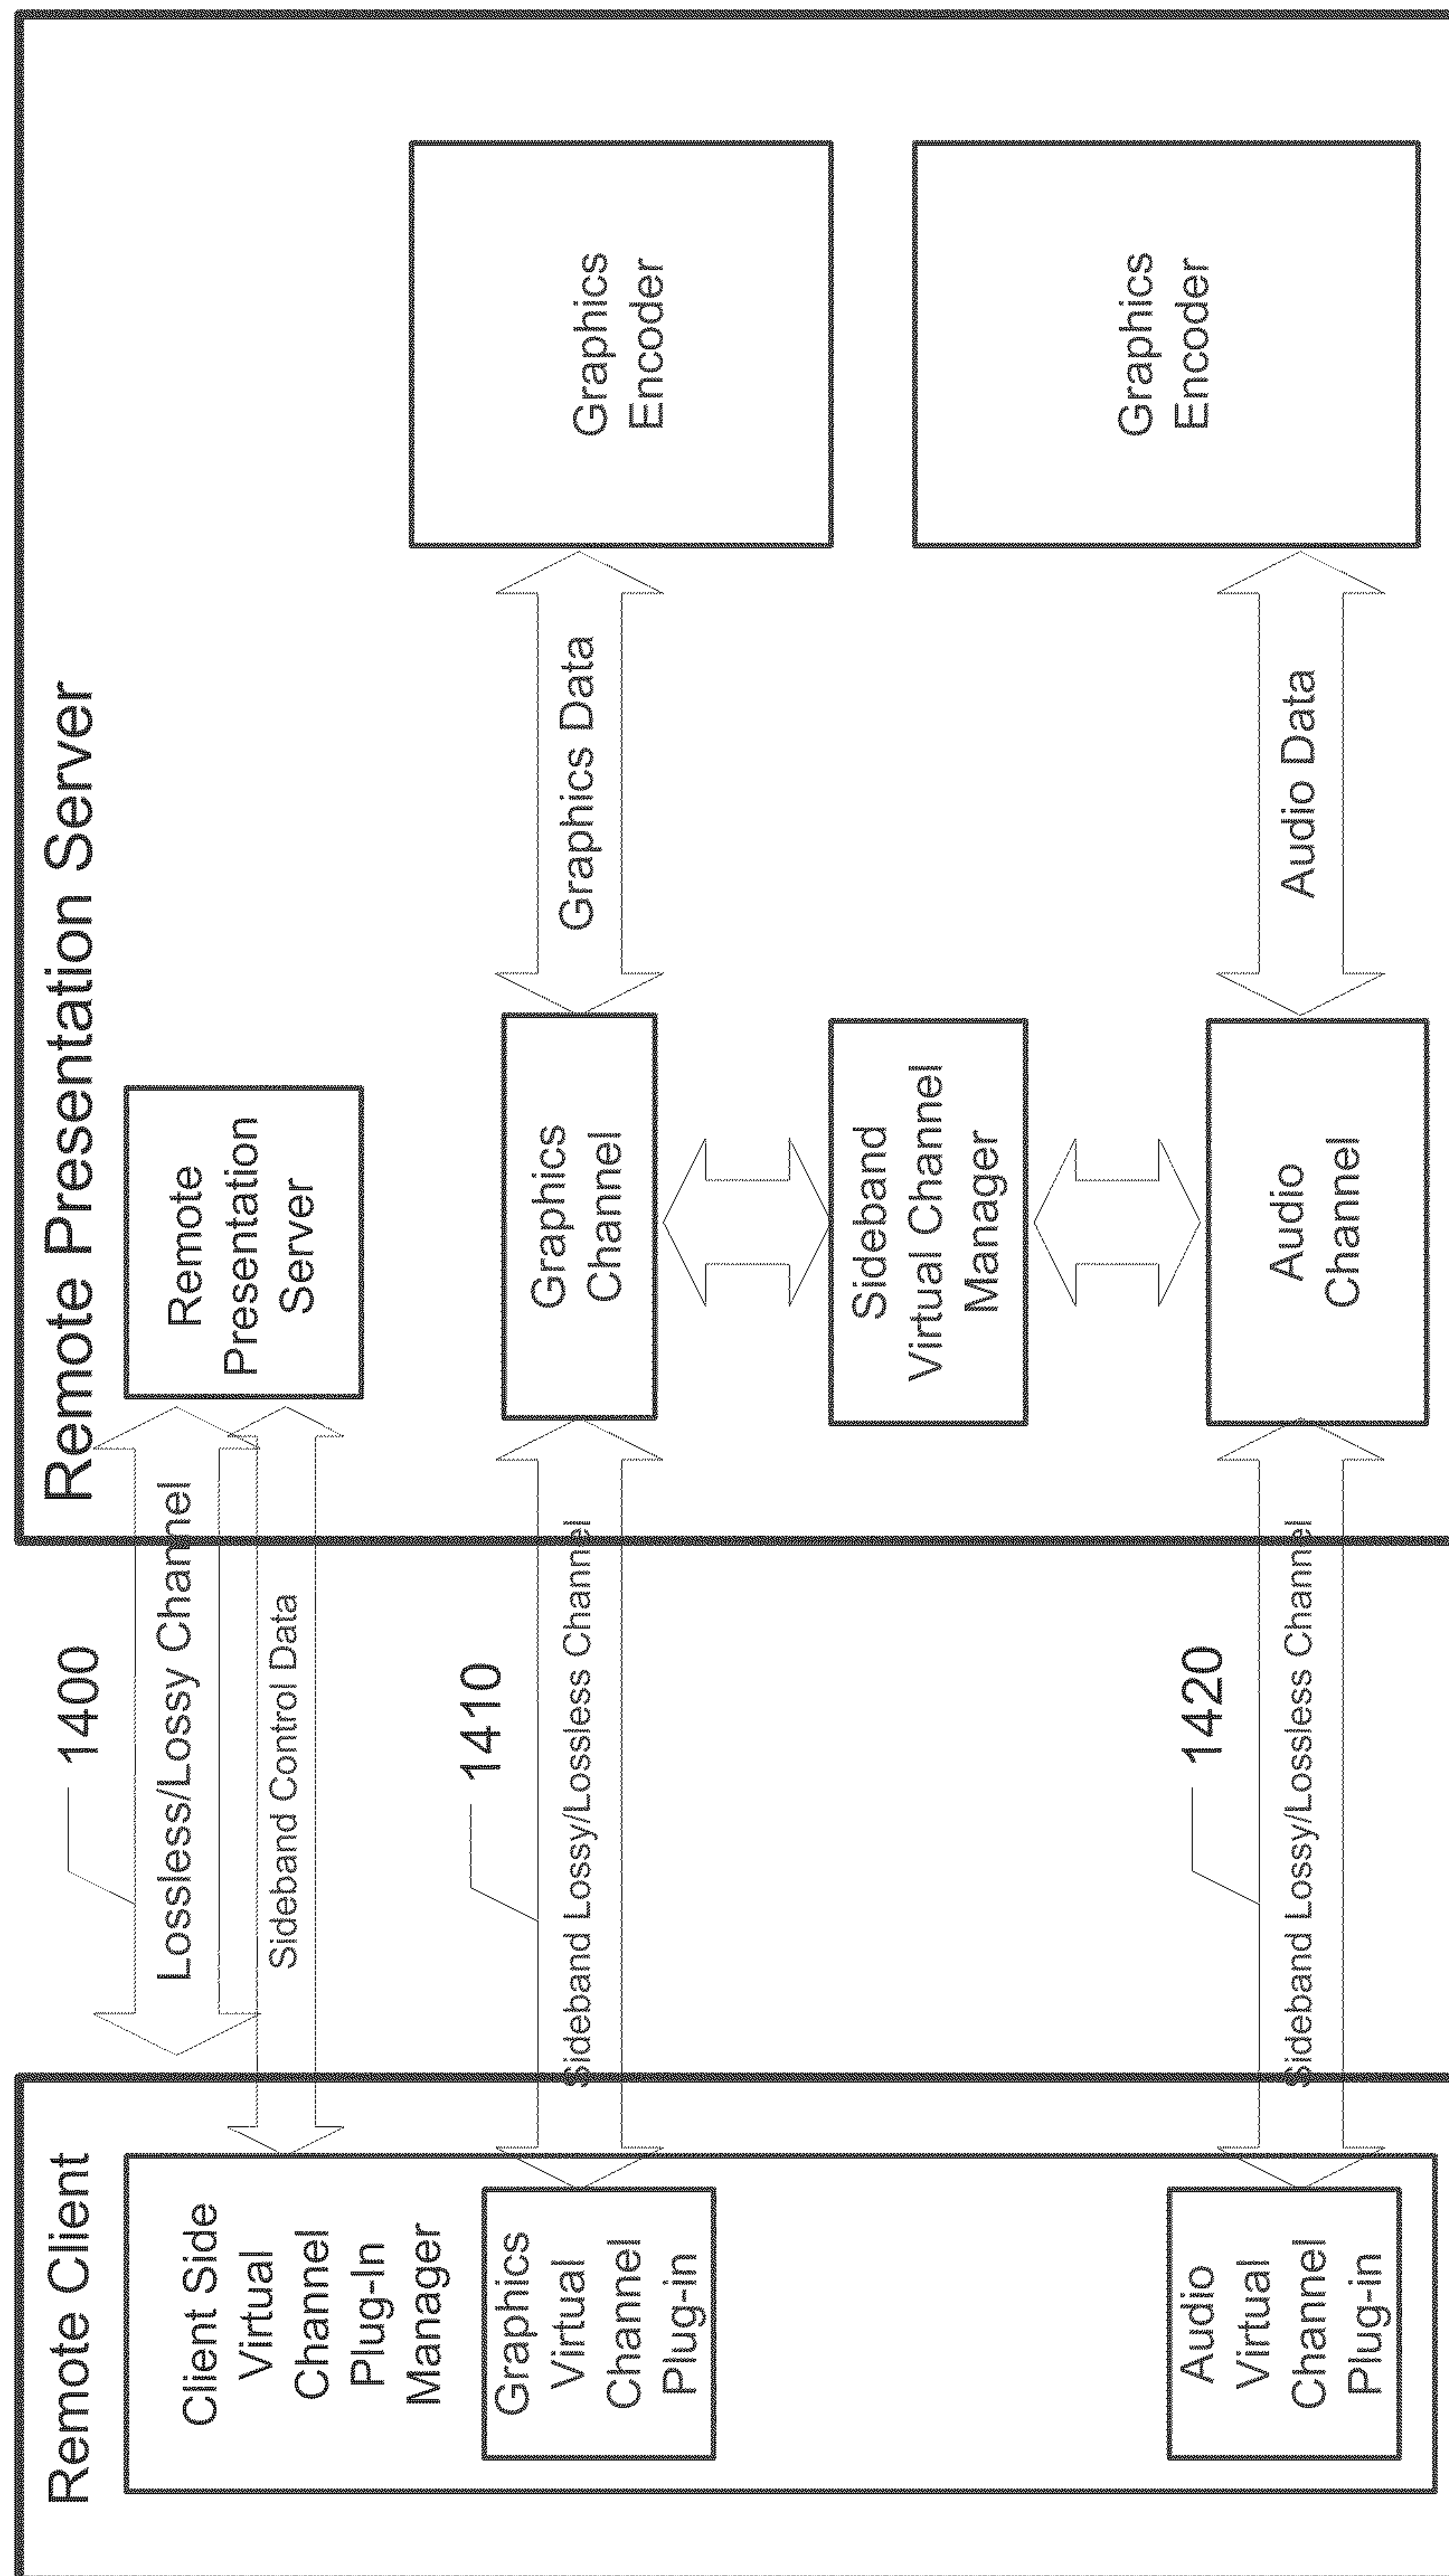 Remote Client
Client Side
Virtual
Channel
Plug-In
Manager
Graphics
Virtual
Channel
Plug-in
Audio
Virtual
Channel
Plug-in
1400
Lossless/Lossy Channel
Sideband Control Data
1410
Sideband Lossy/Lossless Channel
1420
Sideband Lossy/Lossless Channel
Remote Presentation Server
Remote
Presentation
Server
Graphics
Channel
Sideband
Virtual Channel
Manager
Audio
Channel
Graphics Data
Audio Data
Graphics
Encoder
Graphics
Encoder